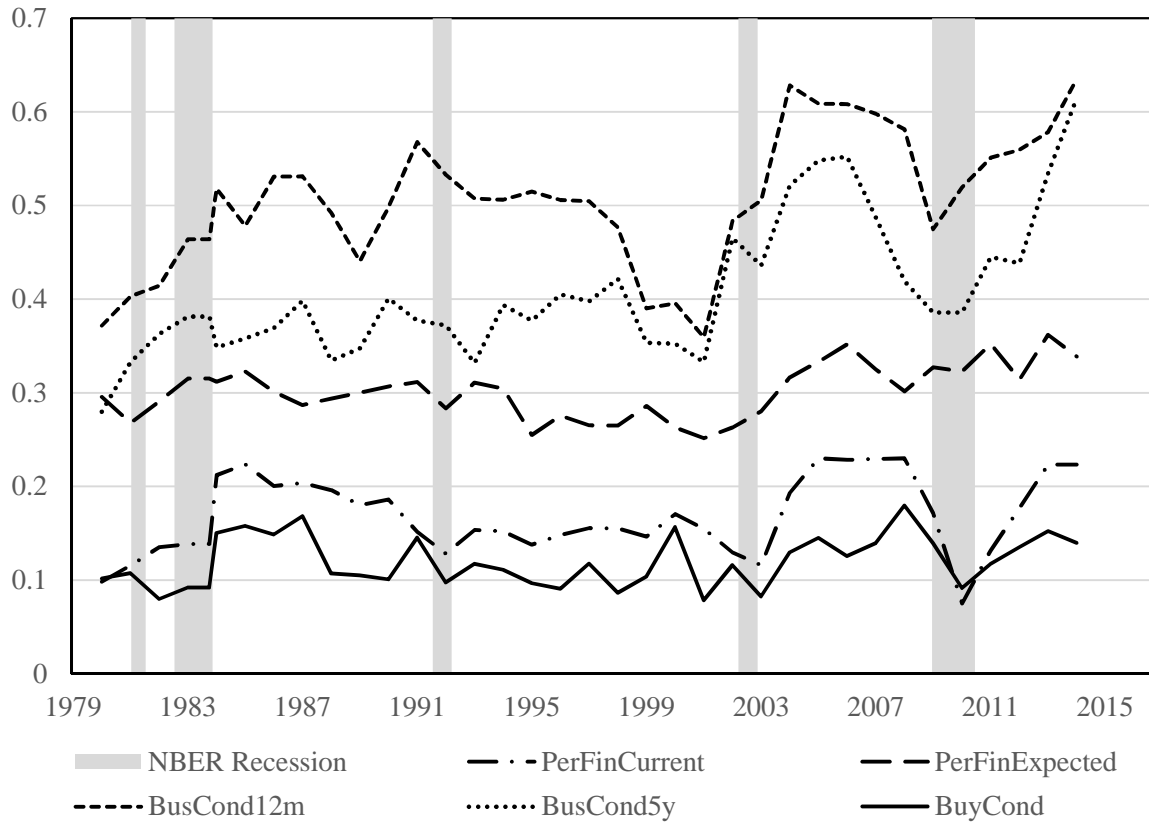 0.7
0.6
0.5
0.4
0.3
0.2
0.1
0
1979 1983 1987 1991 1995 1999 2003 2007 2011 2015
NBER Recession PerFinCurrent PerFinExpected
BusCond12m BusCond5y BuyCond